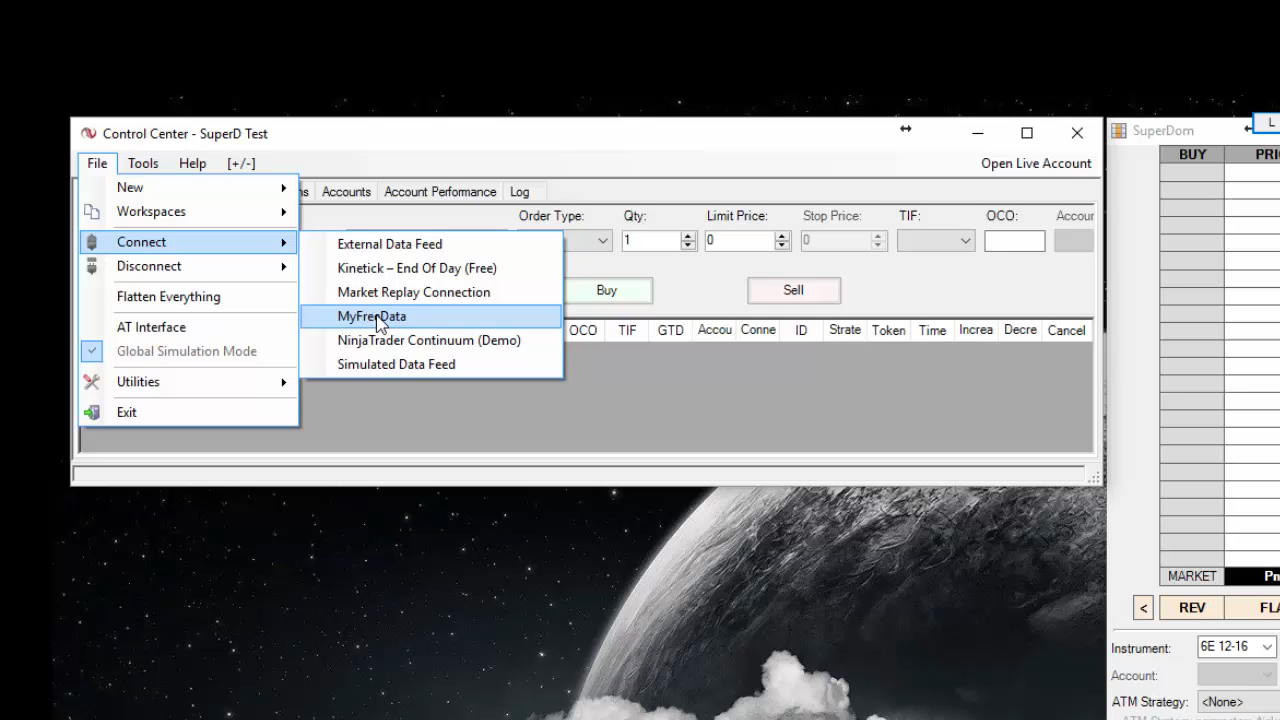 Control Center - SuperD Test
File Tools Help [+/-] Open Live Account
New
Workspaces
Connect
Disconnect
Flatten Everything
AT Interface
Global Simulation Mode
Utilities
Exit
External Data Feed
Kinetick – End Of Day (Free)
Market Replay Connection
MyFreeData
NinjaTrader Continuum (Demo)
Simulated Data Feed
Accounts Account Performance Log
Order Type: Qty: Limit Price: Stop Price: TIF: OCO:
1 0 0
Buy Sell
OCO TIF GTD Accou Conne ID Strate Token Time Increa Decre Cancel
SuperDom
L
BUY
MARKET
< REV
Instrument: 6E 12-16
Account:
ATM Strategy: <None>